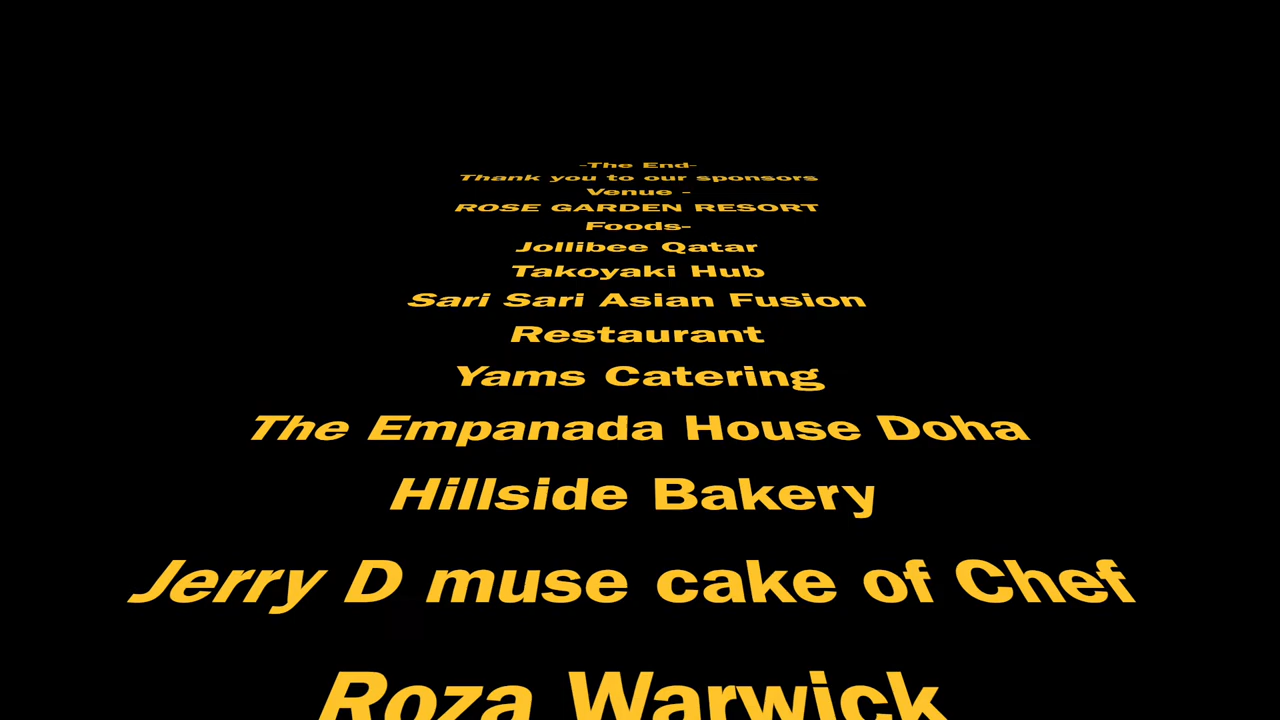 -The End-
Thank you to our sponsors
Venue -
ROSE GARDEN RESORT
Foods-
Jollibee Qatar
Takoyaki Hub
Sari Sari Asian Fusion
Restaurant
Yams Catering
The Empanada House Doha
Hillside Bakery
Jerry D muse cake of Chef
Roza Warwick